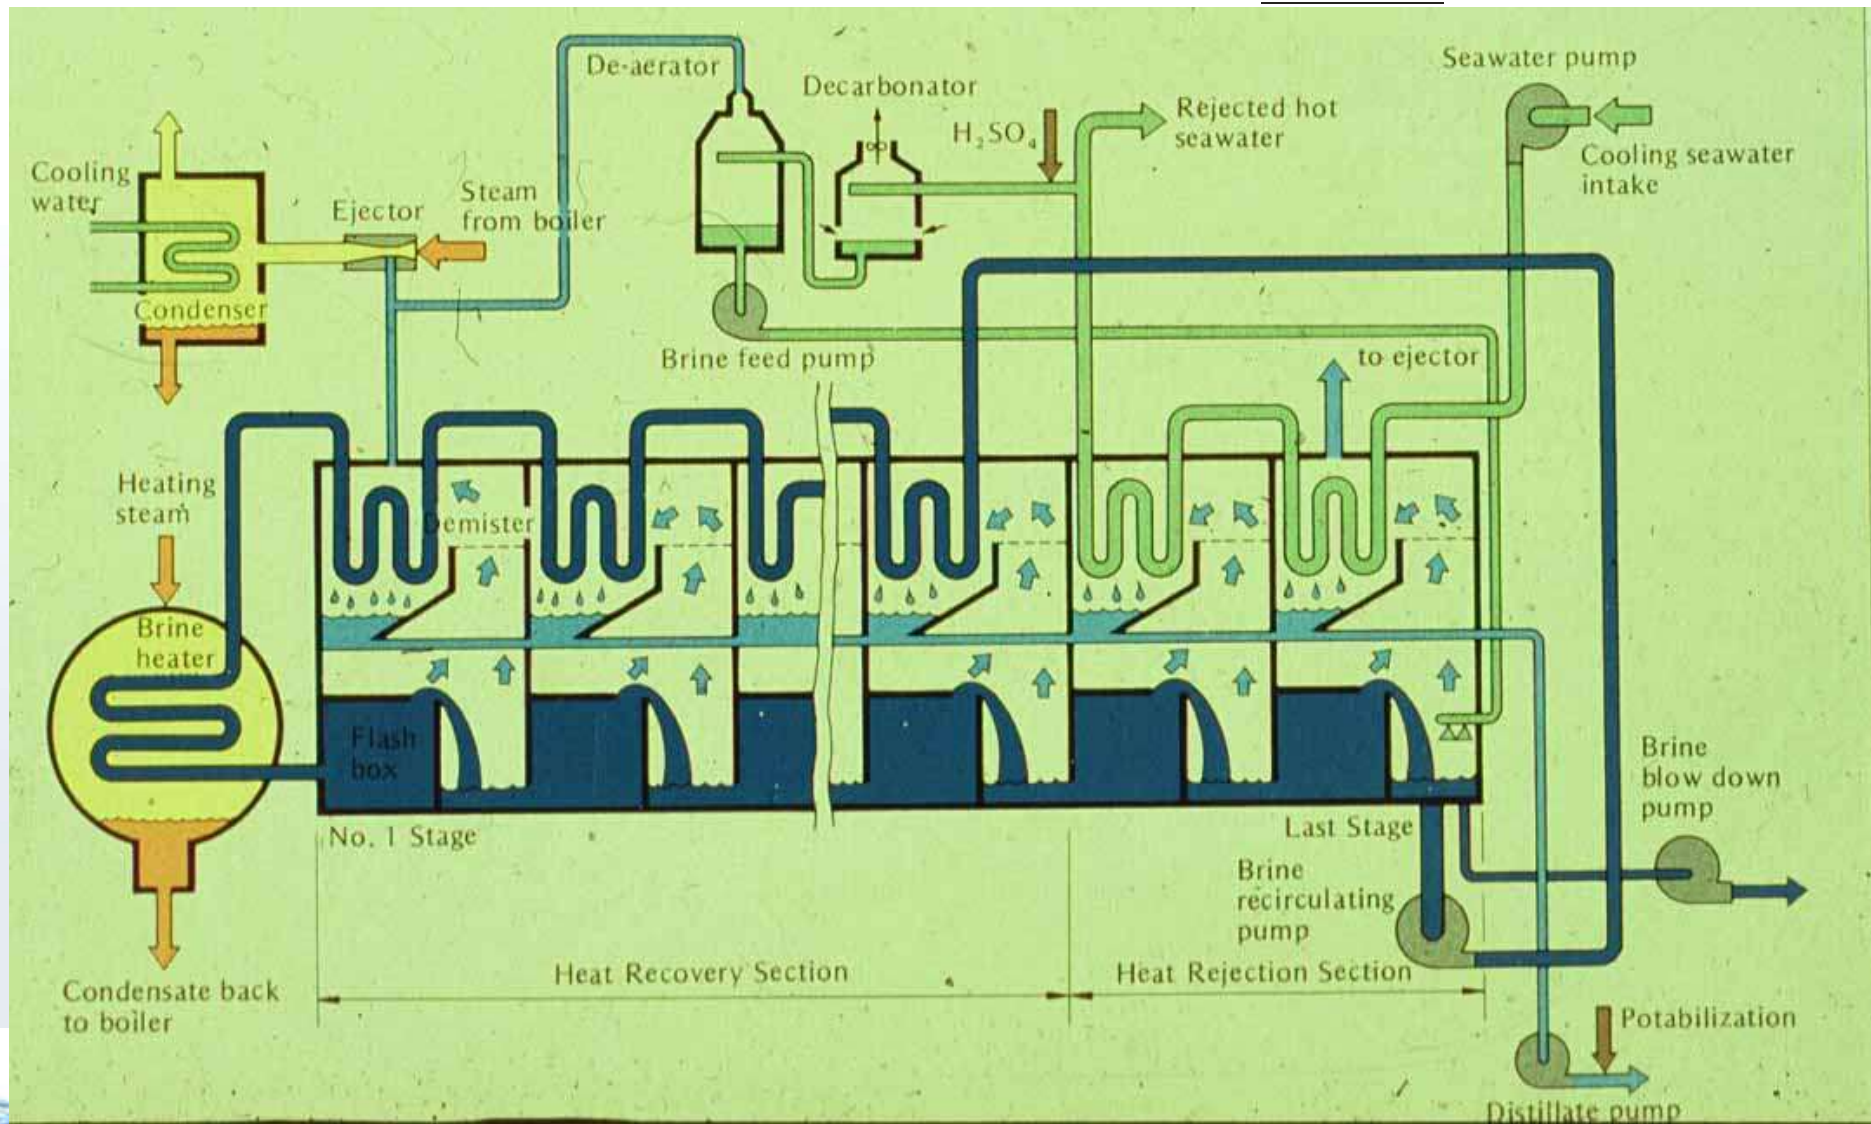 Seawater pump
De-aerator
Decarbonator
H₂SO₄
Rejected hot
seawater
Cooling seawater
intake
Cooling
water
Ejector
Steam
from boiler
Condenser
Brine feed pump
to ejector
Heating
steam
Demister
Brine
heater
Flash
box
No. 1 Stage
Last Stage
Brine
blow down
pump
Brine
recirculating
pump
Heat Recovery Section
Heat Rejection Section
Condensate back
to boiler
Potabilization
Distillate pump